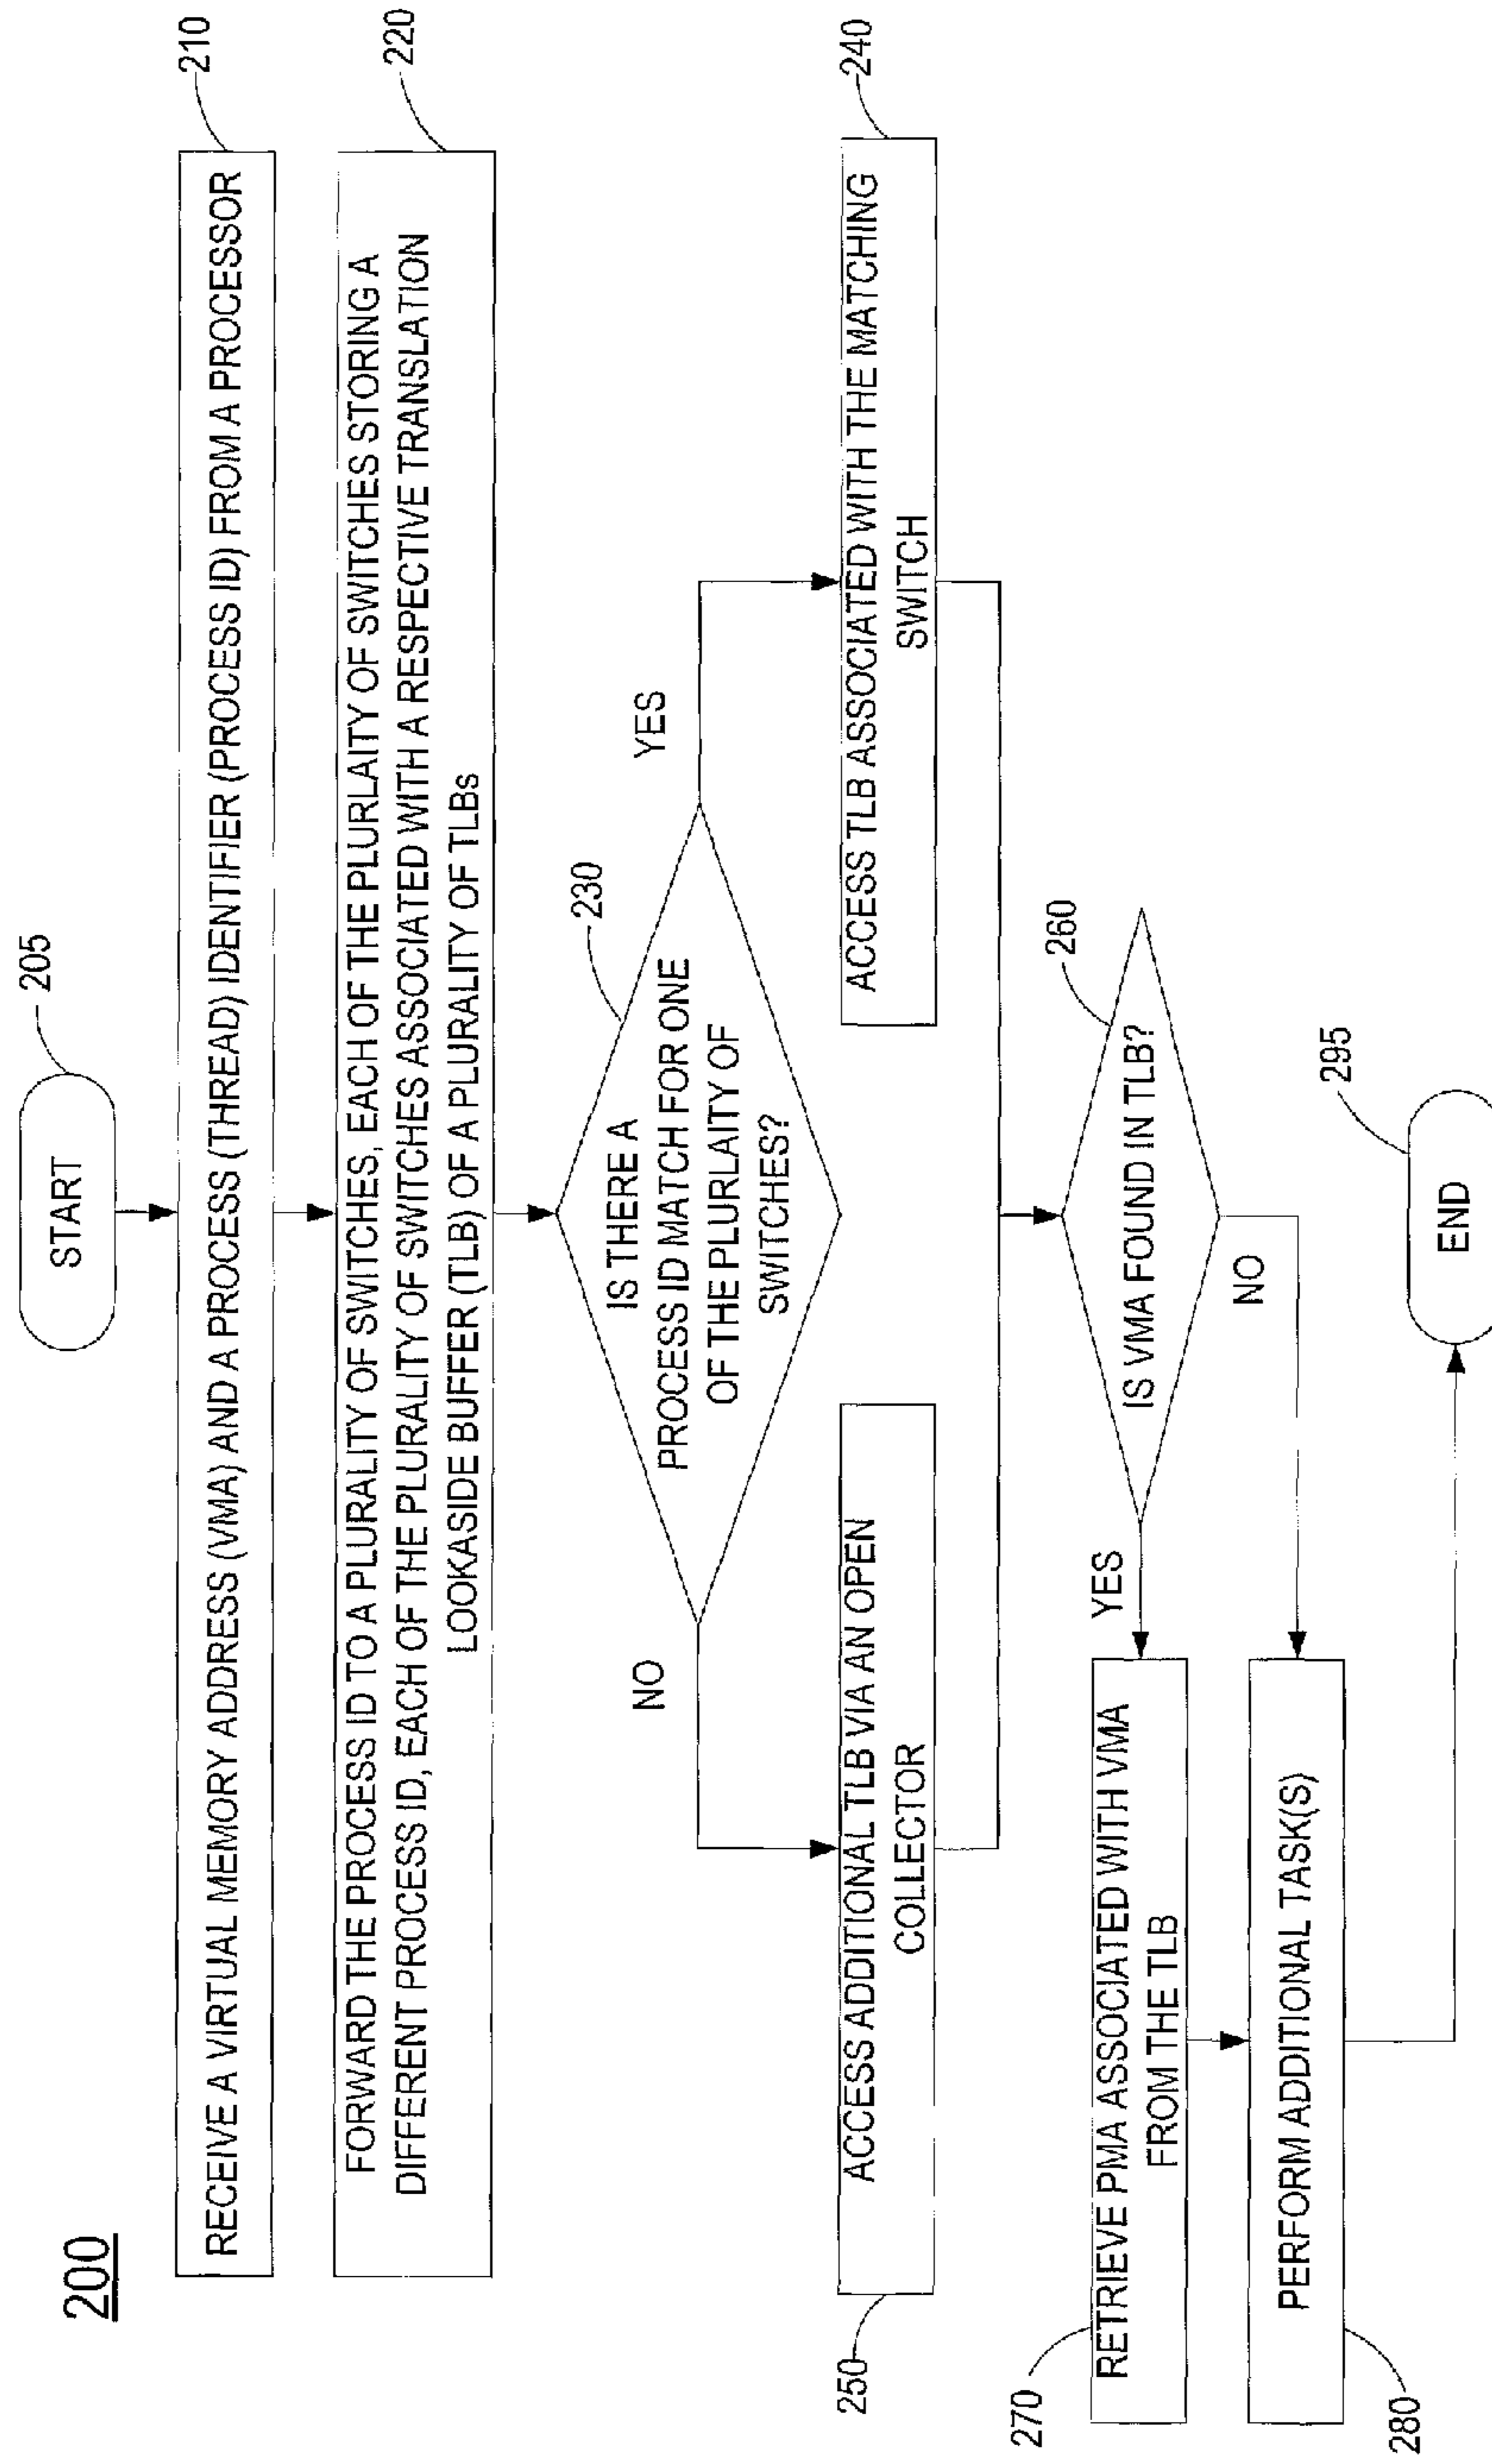 200
START
205
RECEIVE A VIRTUAL MEMORY ADDRESS (VMA) AND A PROCESS (THREAD) IDENTIFIER (PROCESS ID) FROM A PROCESSOR
210
FORWARD THE PROCESS ID TO A PLURALITY OF SWITCHES, EACH OF THE PLURLAITY OF SWITCHES STORING A
DIFFERENT PROCESS ID, EACH OF THE PLURALITY OF SWITCHES ASSOCIATED WITH A RESPECTIVE TRANSLATION
LOOKASIDE BUFFER (TLB) OF A PLURALITY OF TLBs
220
IS THERE A
PROCESS ID MATCH FOR ONE
OF THE PLURLAITY OF
SWITCHES?
230
NO
YES
ACCESS ADDITIONAL TLB VIA AN OPEN
COLLECTOR
250
ACCESS TLB ASSOCIATED WITH THE MATCHING
SWITCH
240
IS VMA FOUND IN TLB?
260
YES
NO
RETRIEVE PMA ASSOCIATED WITH VMA
FROM THE TLB
270
PERFORM ADDITIONAL TASK(S)
280
END
295